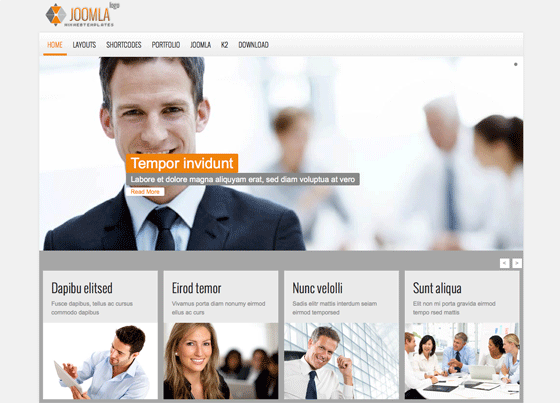 JOOMLA
logo
MIXWEBTEMPLATES
HOME LAYOUTS SHORTCODES PORTFOLIO JOOMLA K2 DOWNLOAD
Tempor invidunt
Labore et dolore magna aliquyam erat, sed diam voluptua at vero
Read More
Dapibu elitsed
Fusce dapibus, tellus ac cursus
commodo dapibus
Eirod temor
Vivamus porta diam nonumy eirmod
ellus ac curs
Nunc velolli
Sadis elitr mattis interdum seiam
eirmod temporsed
Sunt aliqua
Elit non mi porta gravida eirmod
tempo rsed mattis